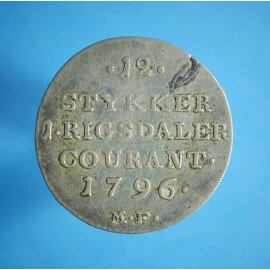 ·12·
STYKKER
1·RIGSDALER
COURANT·
1796·
M·F·